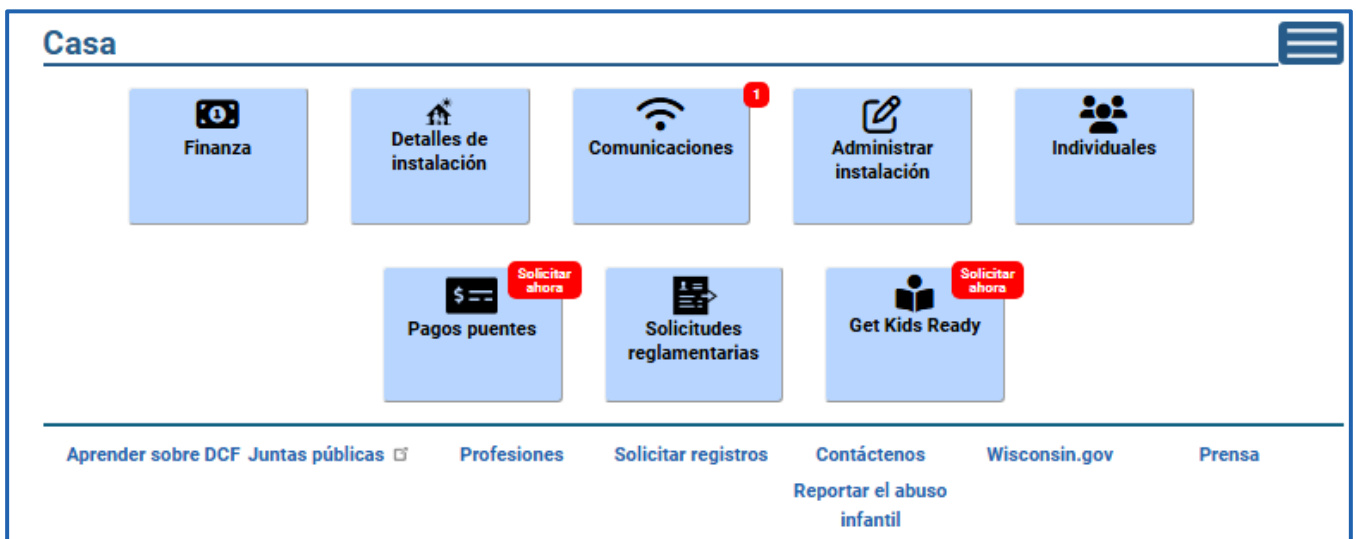 Casa
Finanza
Detalles de
instalación
1
Comunicaciones
Administrar
instalación
Individuales
$
Solicitar
ahora
Pagos puentes
Solicitudes
reglamentarias
Solicitar
ahora
Get Kids Ready
Aprender sobre DCF Juntas públicas Profesiones Solicitar registros Contáctenos Wisconsin.gov Prensa
Reportar el abuso
infantil